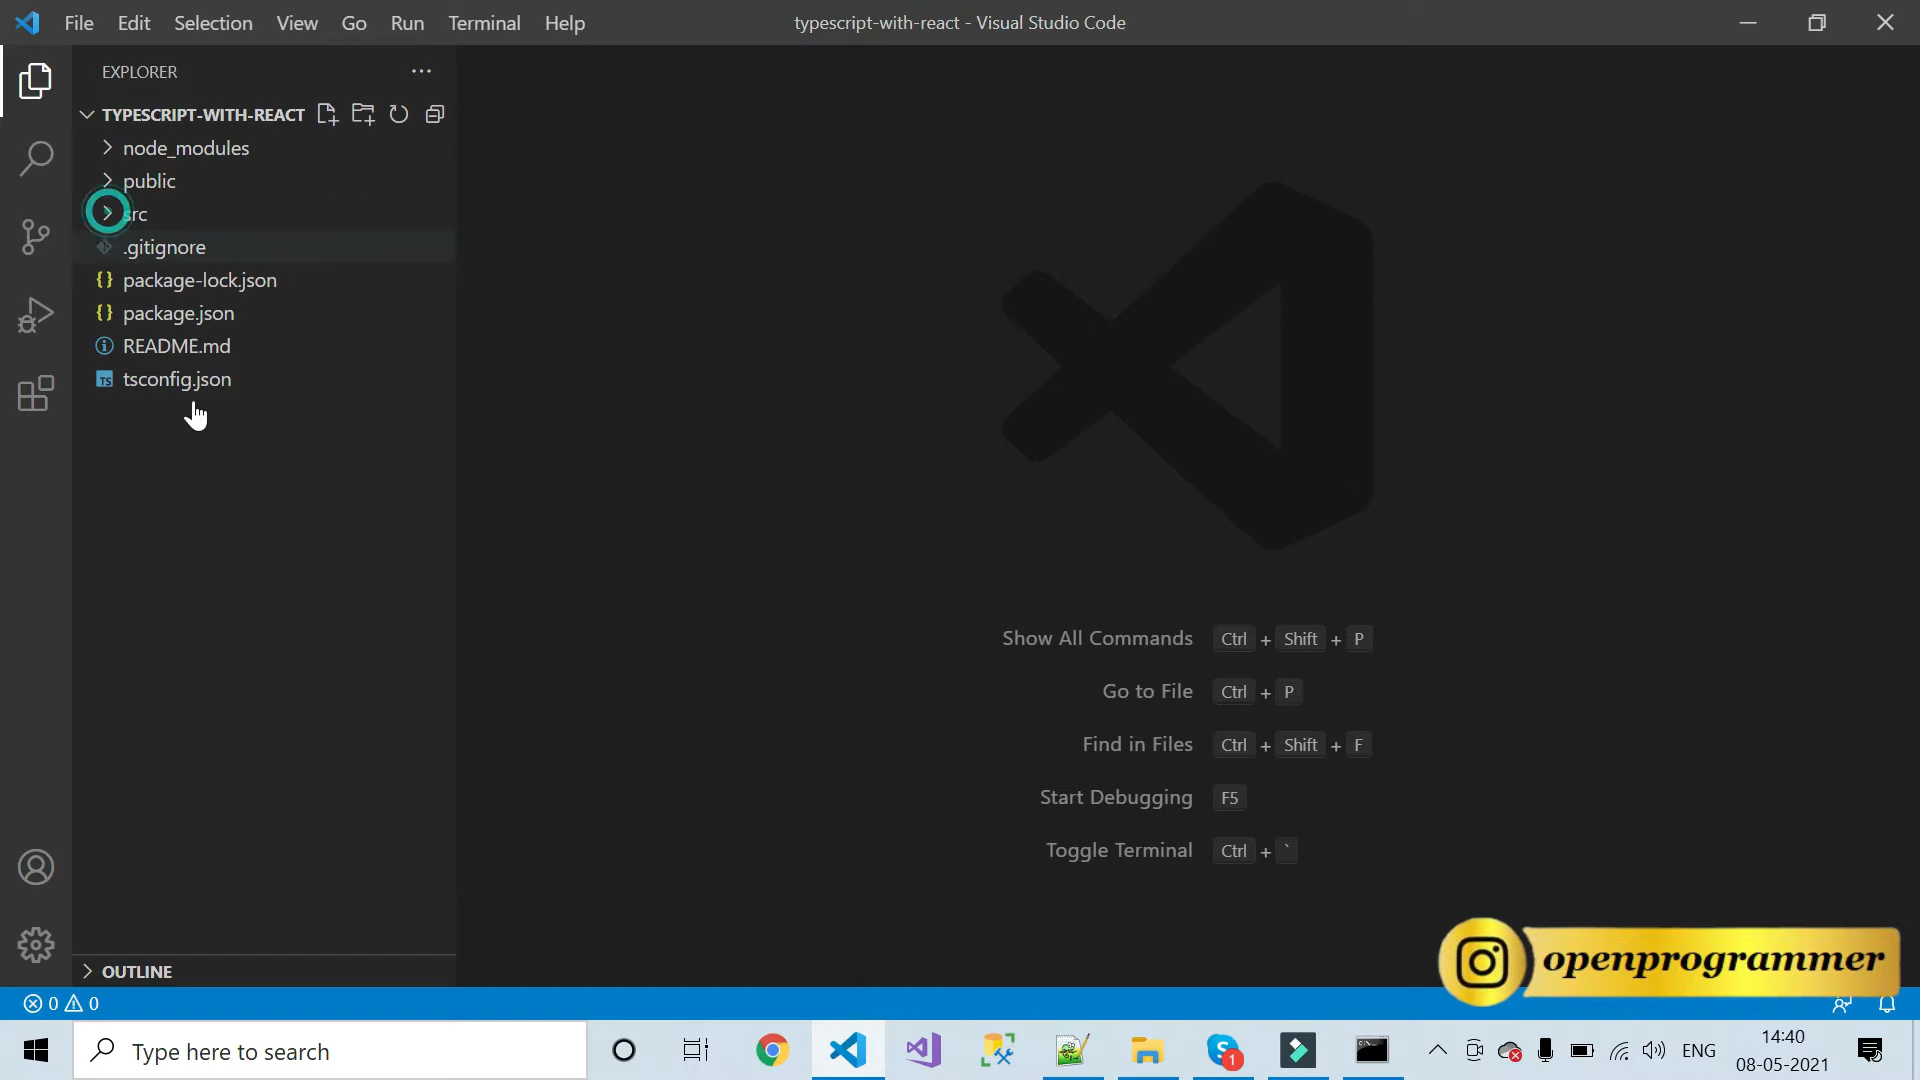 File Edit Selection View Go Run Terminal Help
typescript-with-react - Visual Studio Code
EXPLORER
TYPESCRIPT-WITH-REACT
node_modules
public
src
.gitignore
package-lock.json
package.json
README.md
TS tsconfig.json
Show All Commands Ctrl + Shift + P
Go to File Ctrl + P
Find in Files Ctrl + Shift + F
Start Debugging F5
Toggle Terminal Ctrl + `
openprogrammer
OUTLINE
0 0
Type here to search
1
ENG
14:40
08-05-2021